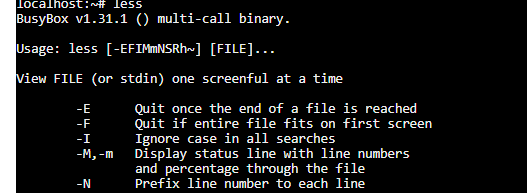 localhost:~# less
BusyBox v1.31.1 () multi-call binary.
Usage: less [-EFIMmNSRh~] [FILE]...
View FILE (or stdin) one screenful at a time
-E Quit once the end of a file is reached
-F Quit if entire file fits on first screen
-I Ignore case in all searches
-M,-m Display status line with line numbers
and percentage through the file
-N Prefix line number to each line